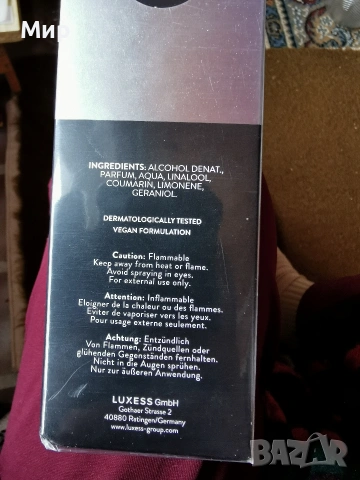 Мир
INGREDIENTS: ALCOHOL DENAT.,
PARFUM, AQUA, LINALOOL,
COUMARIN, LIMONENE,
GERANIOL.
DERMATOLOGICALLY TESTED
VEGAN FORMULATION
Caution: Flammable
Keep away from heat or flame.
Avoid spraying in eyes.
For external use only.
Attention: Inflammable
Eloigner de la chaleur ou des flammes.
Eviter de vaporiser vers les yeux.
Pour usage externe seulement.
Achtung: Entzündlich
Von Flammen, Zündquellen oder
glühenden Gegenständen fernhalten.
Nicht in die Augen sprühen.
Nur zur äußeren Anwendung.
LUXESS GmbH
Gothaer Strasse 2
40880 Ratingen/Germany
www.luxess-group.com
BAZAR
bg